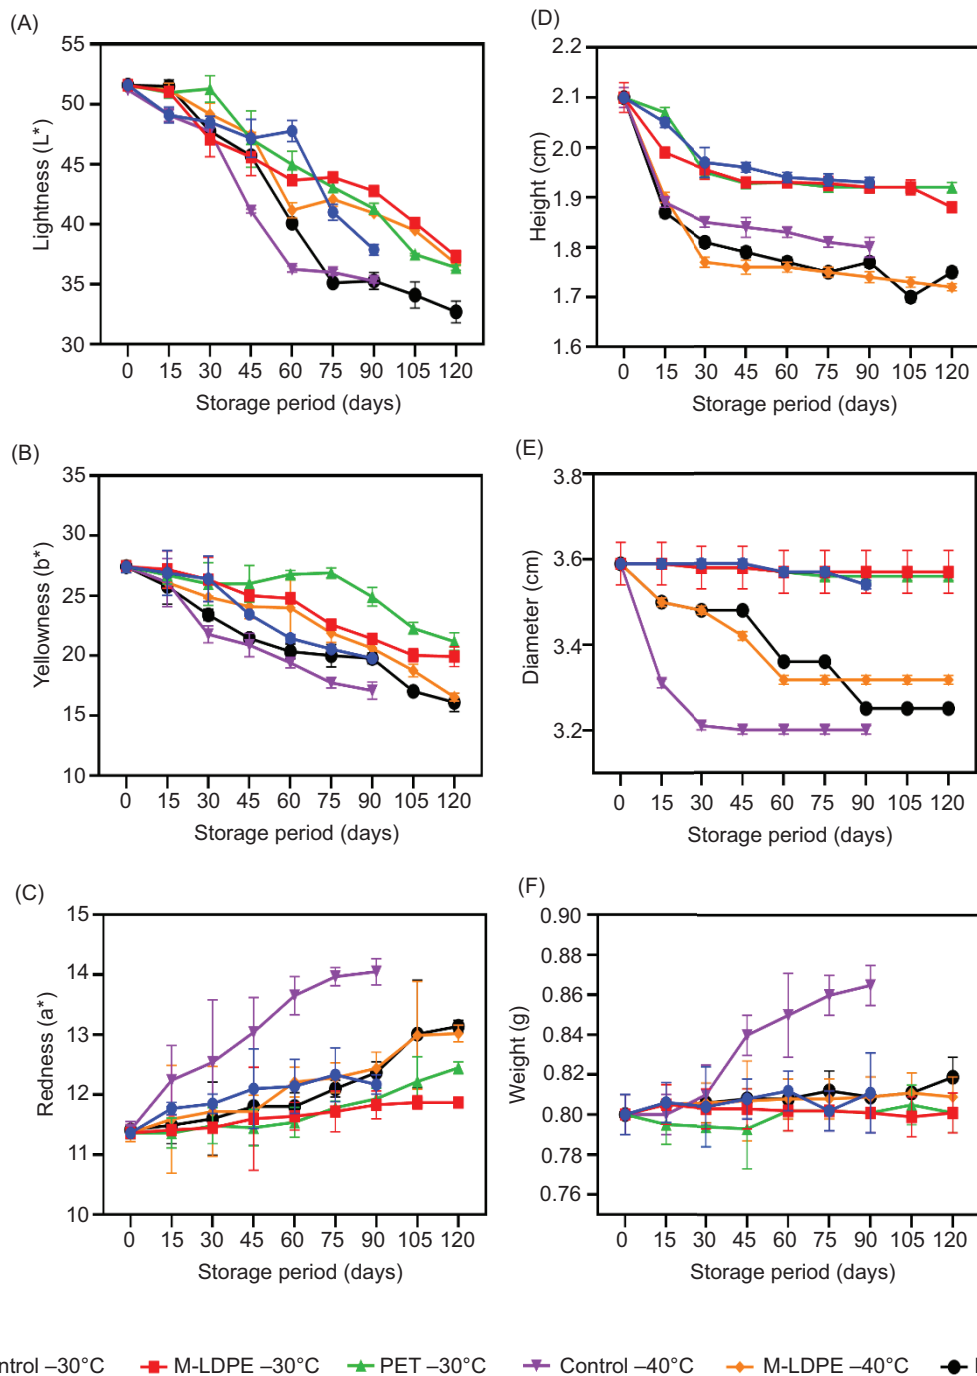 (A)
55
50
45
40
35
30
Lightness (L*)
0 15 30 45 60 75 90 105 120
Storage period (days)
(D)
2.2
2.1
2.0
1.9
1.8
1.7
1.6
Height (cm)
0 15 30 45 60 75 90 105 120
Storage period (days)
(B)
35
30
25
20
15
10
Yellowness (b*)
0 15 30 45 60 75 90 105 120
Storage period (days)
(E)
3.8
3.6
3.4
3.2
Diameter (cm)
0 15 30 45 60 75 90 105 120
Storage period (days)
(C)
15
14
13
12
11
10
Redness (a*)
0 15 30 45 60 75 90 105 120
Storage period (days)
(F)
0.90
0.88
0.86
0.84
0.82
0.80
0.78
0.76
Weight (g)
0 15 30 45 60 75 90 105 120
Storage period (days)
ntrol –30°C M-LDPE –30°C PET –30°C Control –40°C M-LDPE –40°C